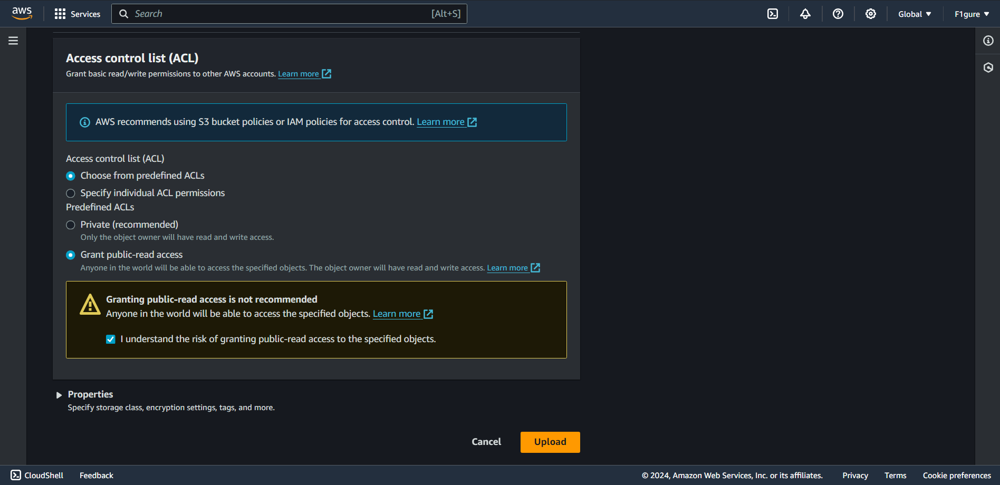 aws
Services
Search [Alt+S]
Global
F1gure
Access control list (ACL)
Grant basic read/write permissions to other AWS accounts. Learn more
AWS recommends using S3 bucket policies or IAM policies for access control. Learn more
Access control list (ACL)
Choose from predefined ACLs
Specify individual ACL permissions
Predefined ACLs
Private (recommended)
Only the object owner will have read and write access.
Grant public-read access
Anyone in the world will be able to access the specified objects. The object owner will have read and write access. Learn more
Granting public-read access is not recommended
Anyone in the world will be able to access the specified objects. Learn more
I understand the risk of granting public-read access to the specified objects.
Properties
Specify storage class, encryption settings, tags, and more.
Cancel
Upload
CloudShell
Feedback
© 2024, Amazon Web Services, Inc. or its affiliates.
Privacy
Terms
Cookie preferences